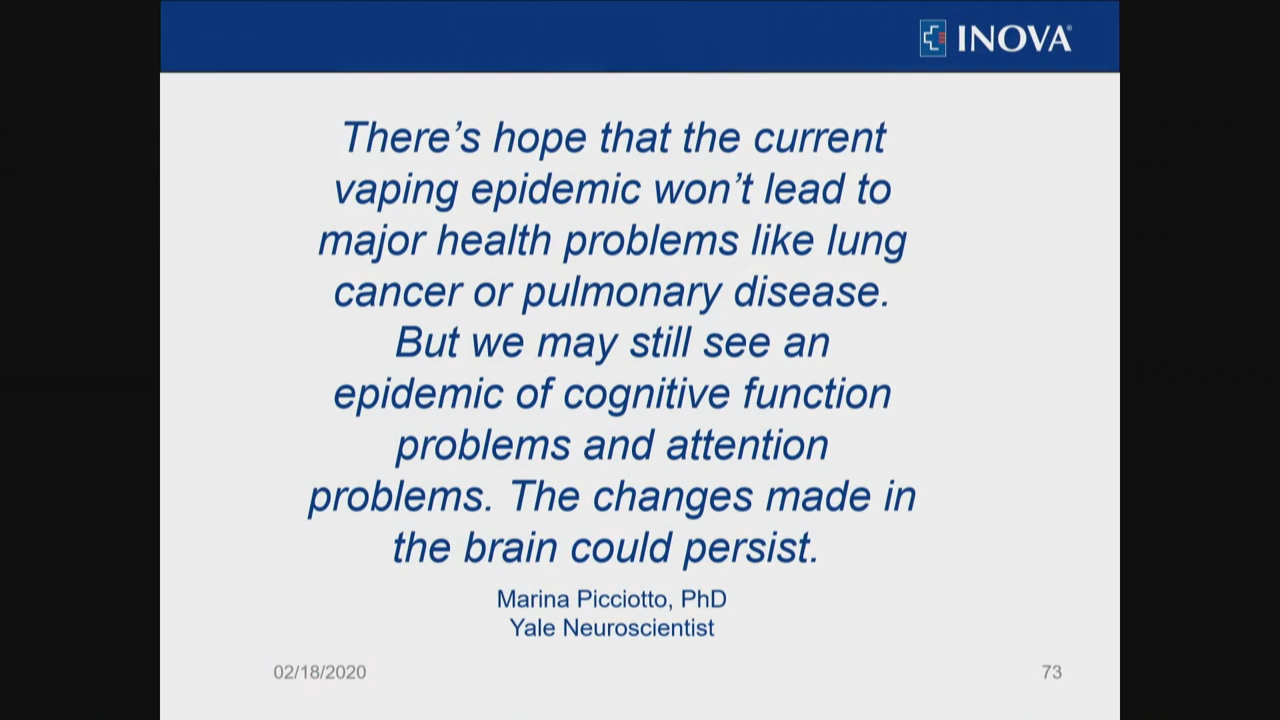 INOVA®
There’s hope that the current
vaping epidemic won’t lead to
major health problems like lung
cancer or pulmonary disease.
But we may still see an
epidemic of cognitive function
problems and attention
problems. The changes made in
the brain could persist.
Marina Picciotto, PhD
Yale Neuroscientist
02/18/2020
73